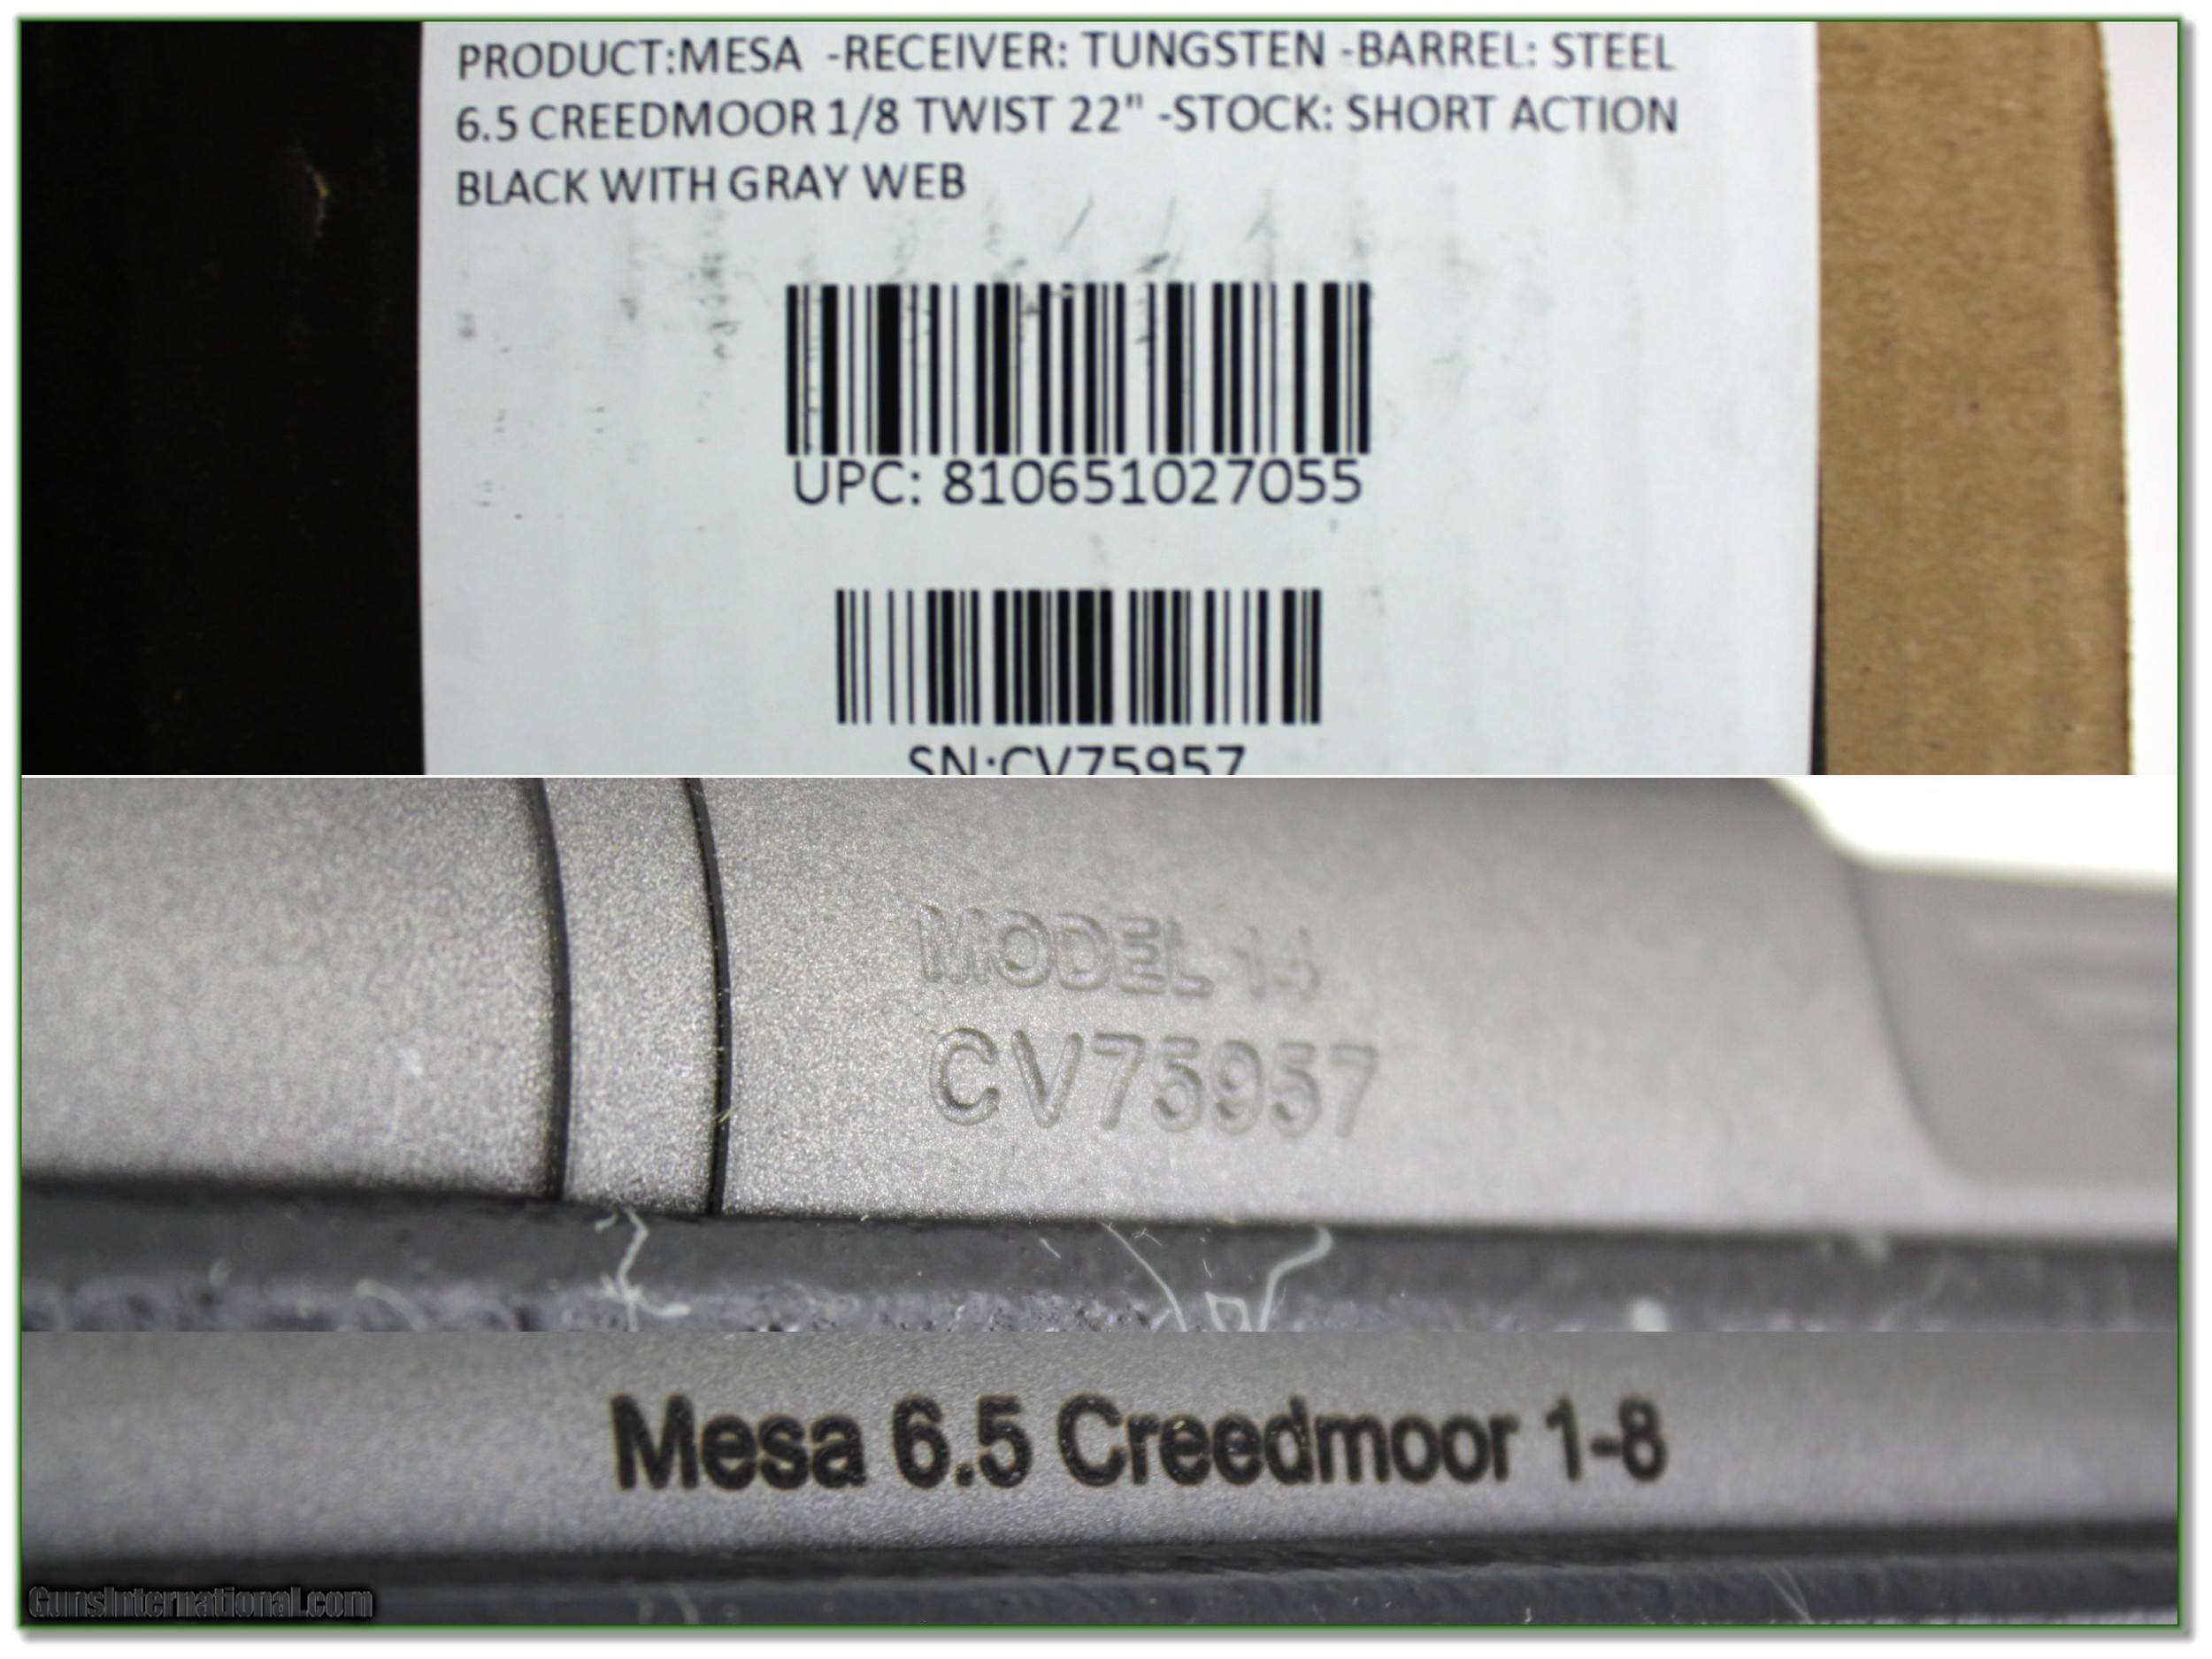 PRODUCT:MESA -RECEIVER: TUNGSTEN -BARREL: STEEL
6.5 CREEDMOOR 1/8 TWIST 22" -STOCK: SHORT ACTION
BLACK WITH GRAY WEB
UPC: 810651027055
SN:CV75957
MODEL 14
CV75957
Mesa 6.5 Creedmoor 1-8
GunsInternational.com